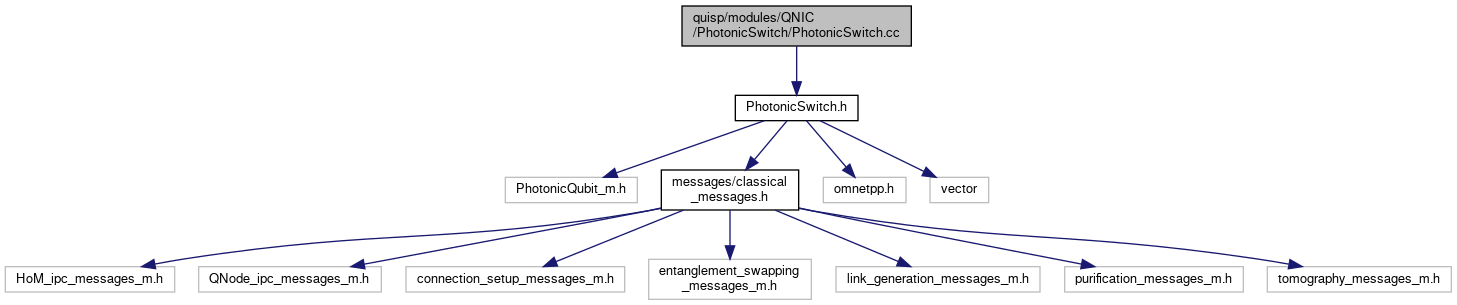 quisp/modules/QNIC
/PhotonicSwitch/PhotonicSwitch.cc
PhotonicSwitch.h
PhotonicQubit_m.h
messages/classical
_messages.h
omnetpp.h
vector
HoM_ipc_messages_m.h
QNode_ipc_messages_m.h
connection_setup_messages_m.h
entanglement_swapping
_messages_m.h
link_generation_messages_m.h
purification_messages_m.h
tomography_messages_m.h